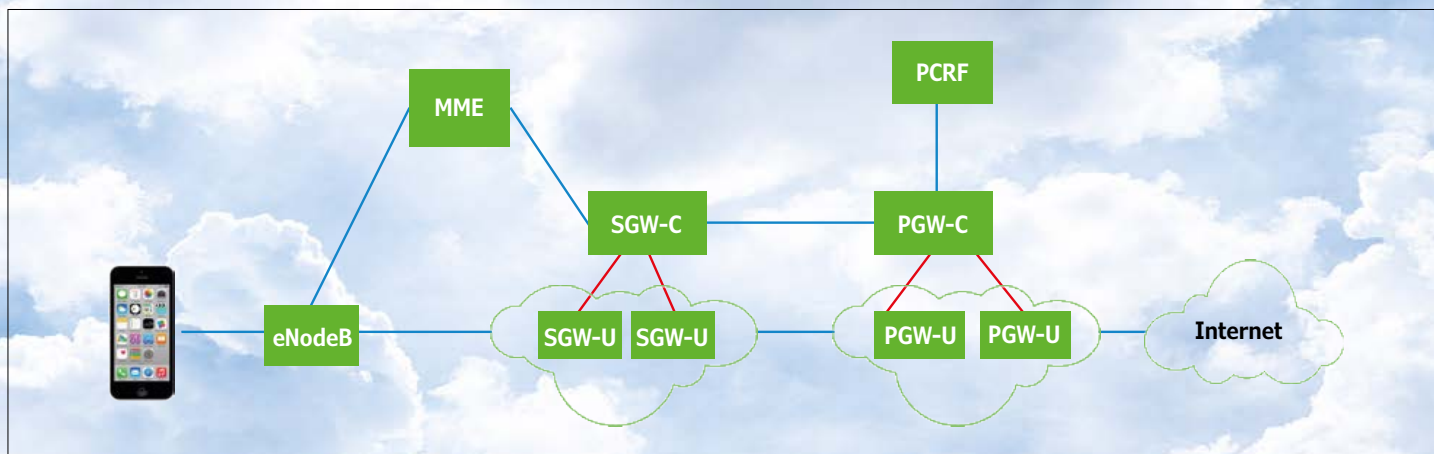 PCRF
MME
SGW-C
PGW-C
eNodeB
SGW-U
SGW-U
PGW-U
PGW-U
Internet